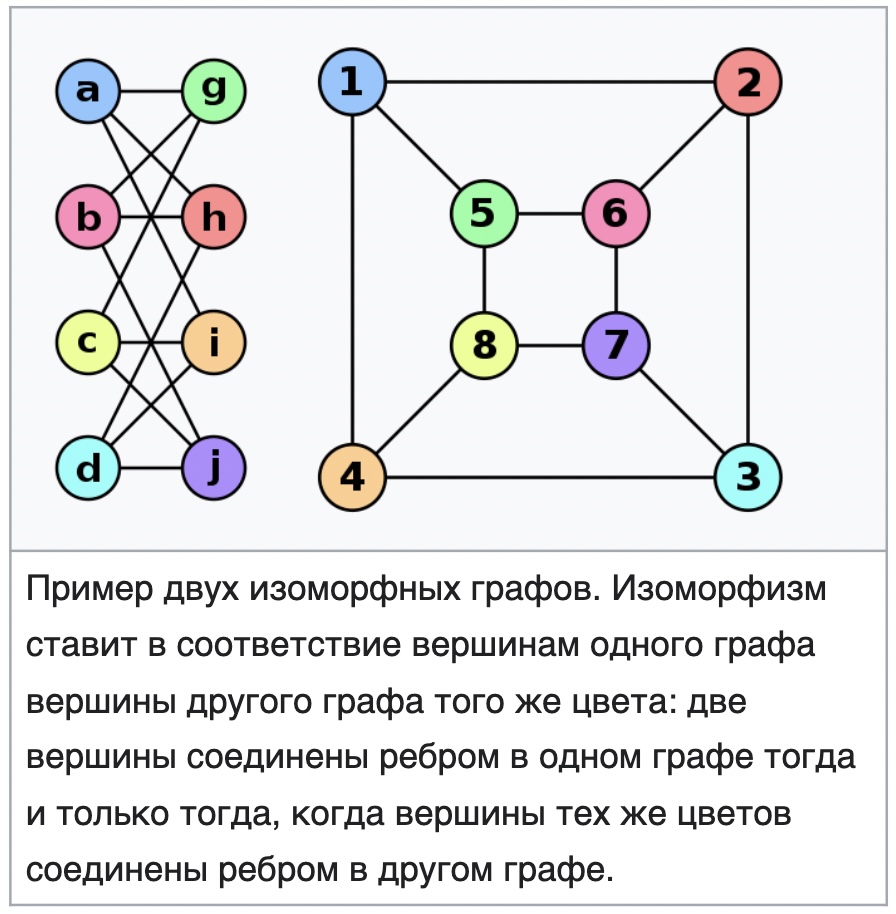 a g 1 2
b h 5 6
c i 8 7
d j 4 3
Пример двух изоморфных графов. Изоморфизм
ставит в соответствие вершинам одного графа
вершины другого графа того же цвета: две
вершины соединены ребром в одном графе тогда
и только тогда, когда вершины тех же цветов
соединены ребром в другом графе.